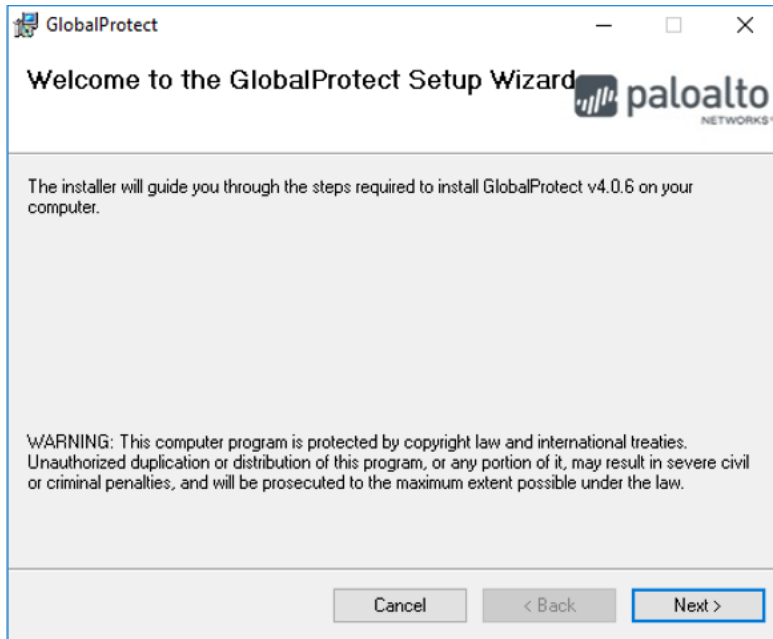 GlobalProtect
Welcome to the GlobalProtect Setup Wizard
paloalto
NETWORKS
The installer will guide you through the steps required to install GlobalProtect v4.0.6 on your
computer.
WARNING: This computer program is protected by copyright law and international treaties.
Unauthorized duplication or distribution of this program, or any portion of it, may result in severe civil
or criminal penalties, and will be prosecuted to the maximum extent possible under the law.
Cancel < Back Next >